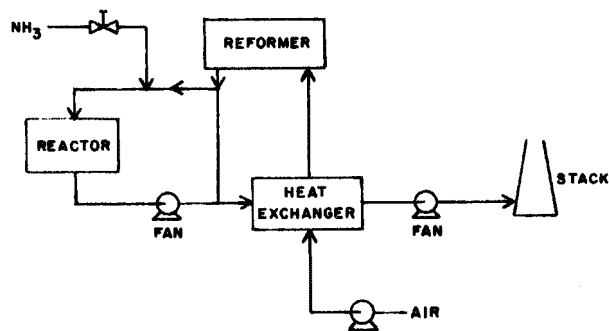 NH3
REFORMER
REACTOR
HEAT
EXCHANGER
STACK
FAN
FAN
AIR